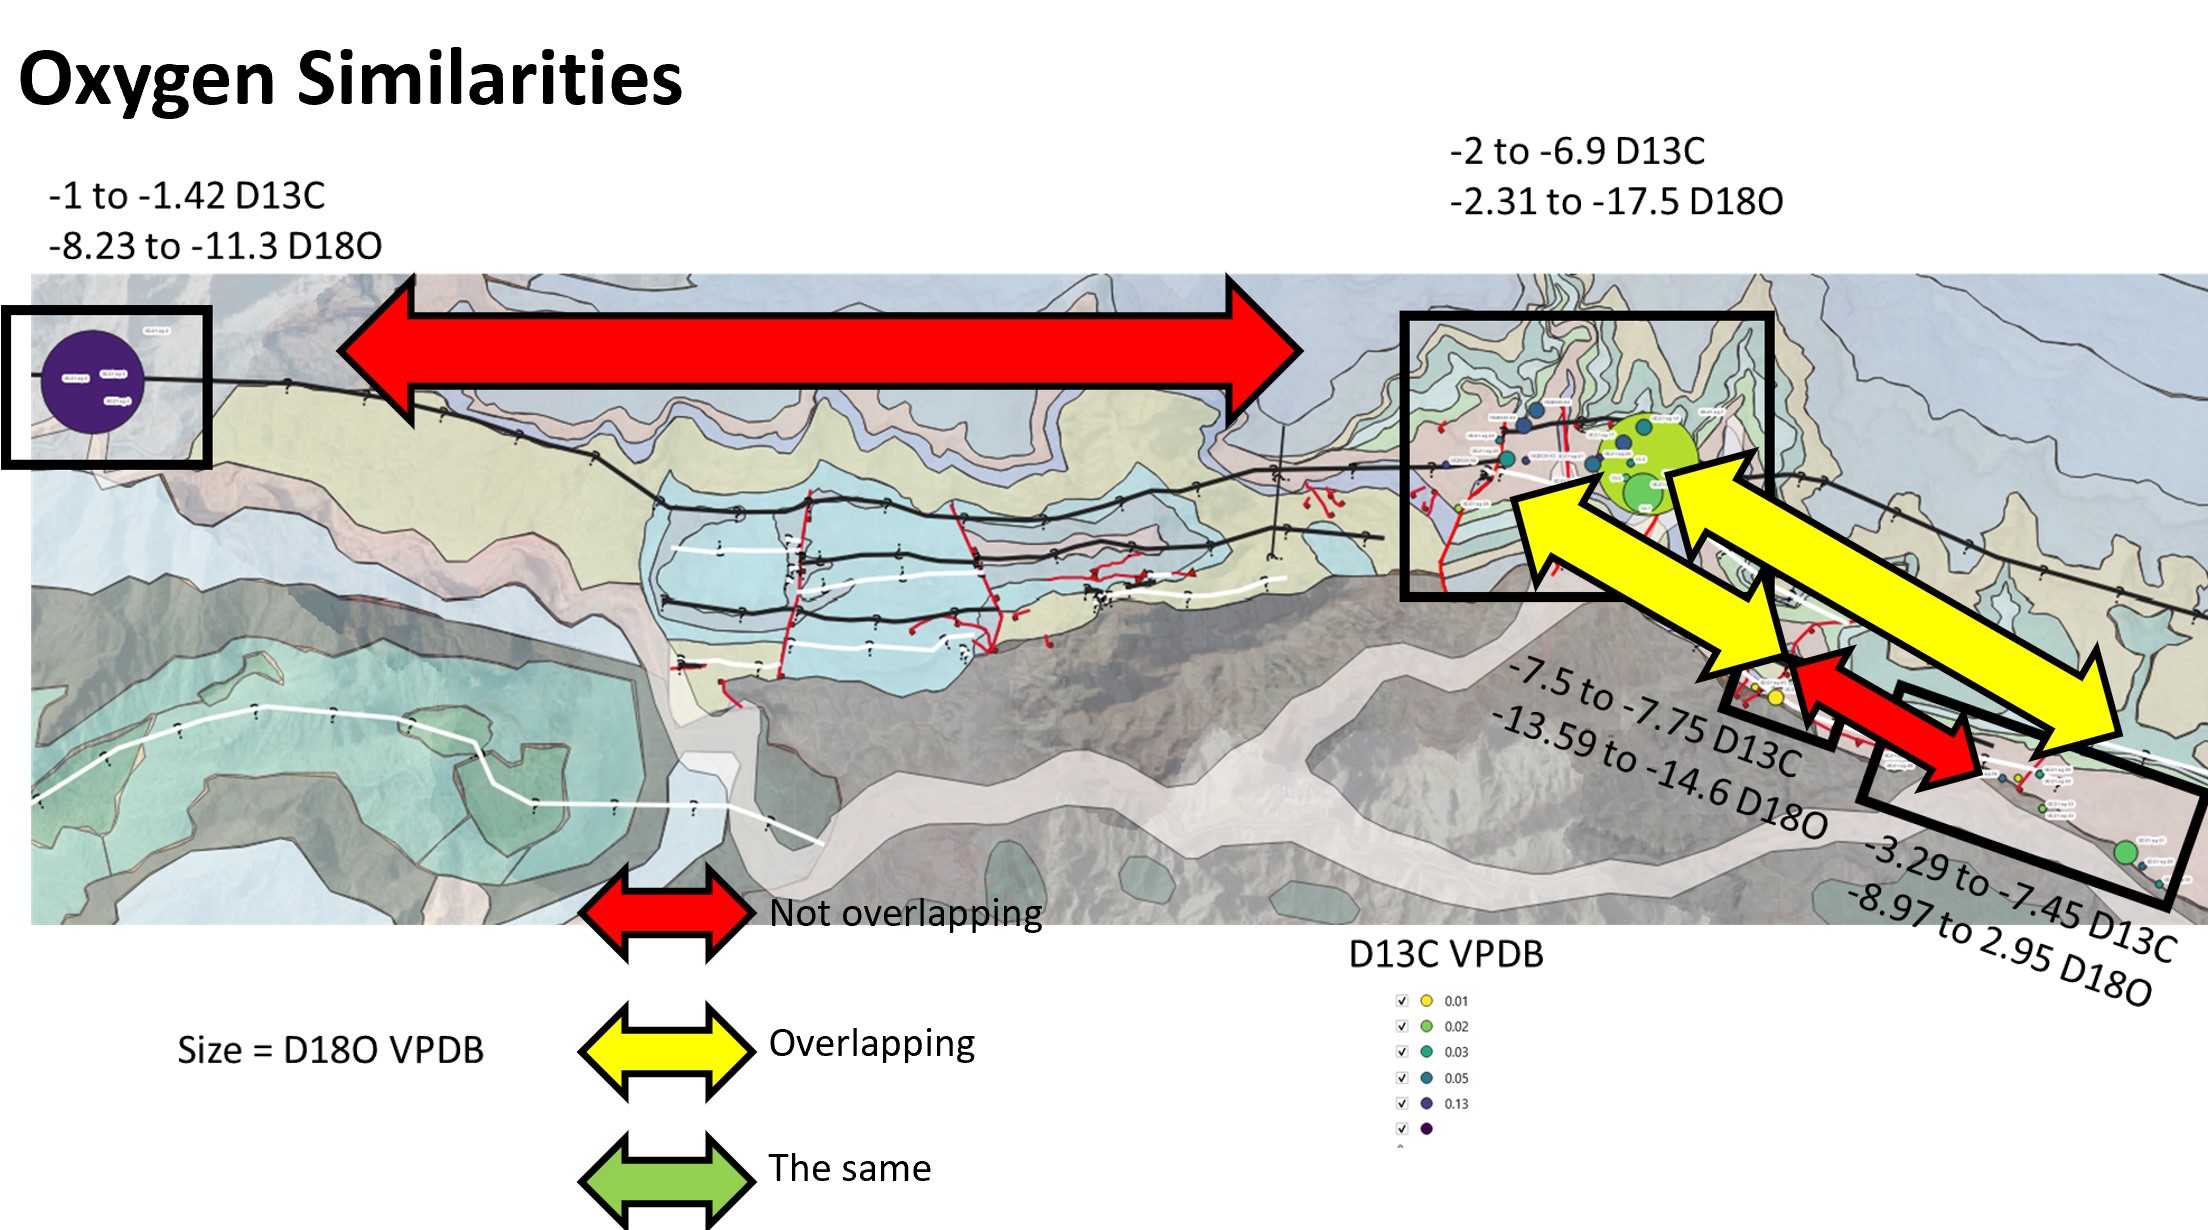 Oxygen Similarities
-1 to -1.42 D13C
-8.23 to -11.3 D18O
-2 to -6.9 D13C
-2.31 to -17.5 D18O
-7.5 to -7.75 D13C
-13.59 to -14.6 D18O
-3.29 to -7.45 D13C
-8.97 to 2.95 D18O
Not overlapping
Overlapping
The same
Size = D18O VPDB
D13C VPDB
0.01
0.02
0.03
0.05
0.13